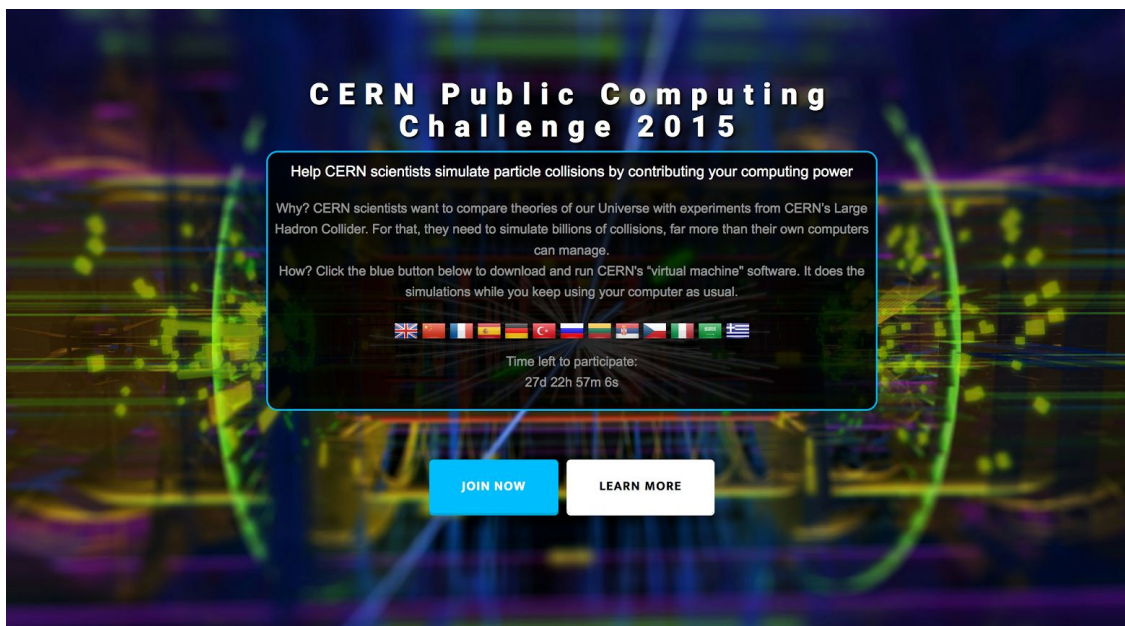 CERN Public Computing
Challenge 2015
Help CERN scientists simulate particle collisions by contributing your computing power
Why? CERN scientists want to compare theories of our Universe with experiments from CERN's Large
Hadron Collider. For that, they need to simulate billions of collisions, far more than their own computers
can manage.
How? Click the blue button below to download and run CERN's "virtual machine" software. It does the
simulations while you keep using your computer as usual.
Time left to participate:
27d 22h 57m 6s
JOIN NOW
LEARN MORE